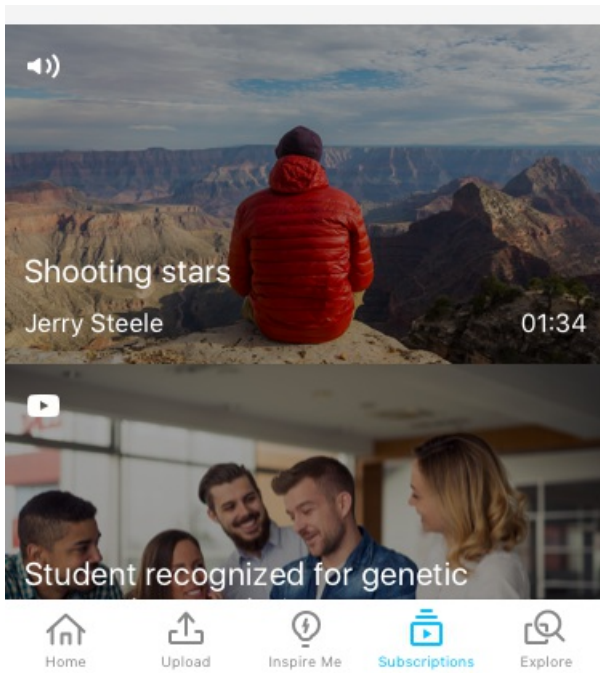 Shooting stars
Jerry Steele
01:34
Student recognized for genetic
Home
Upload
Inspire Me
Subscriptions
Explore